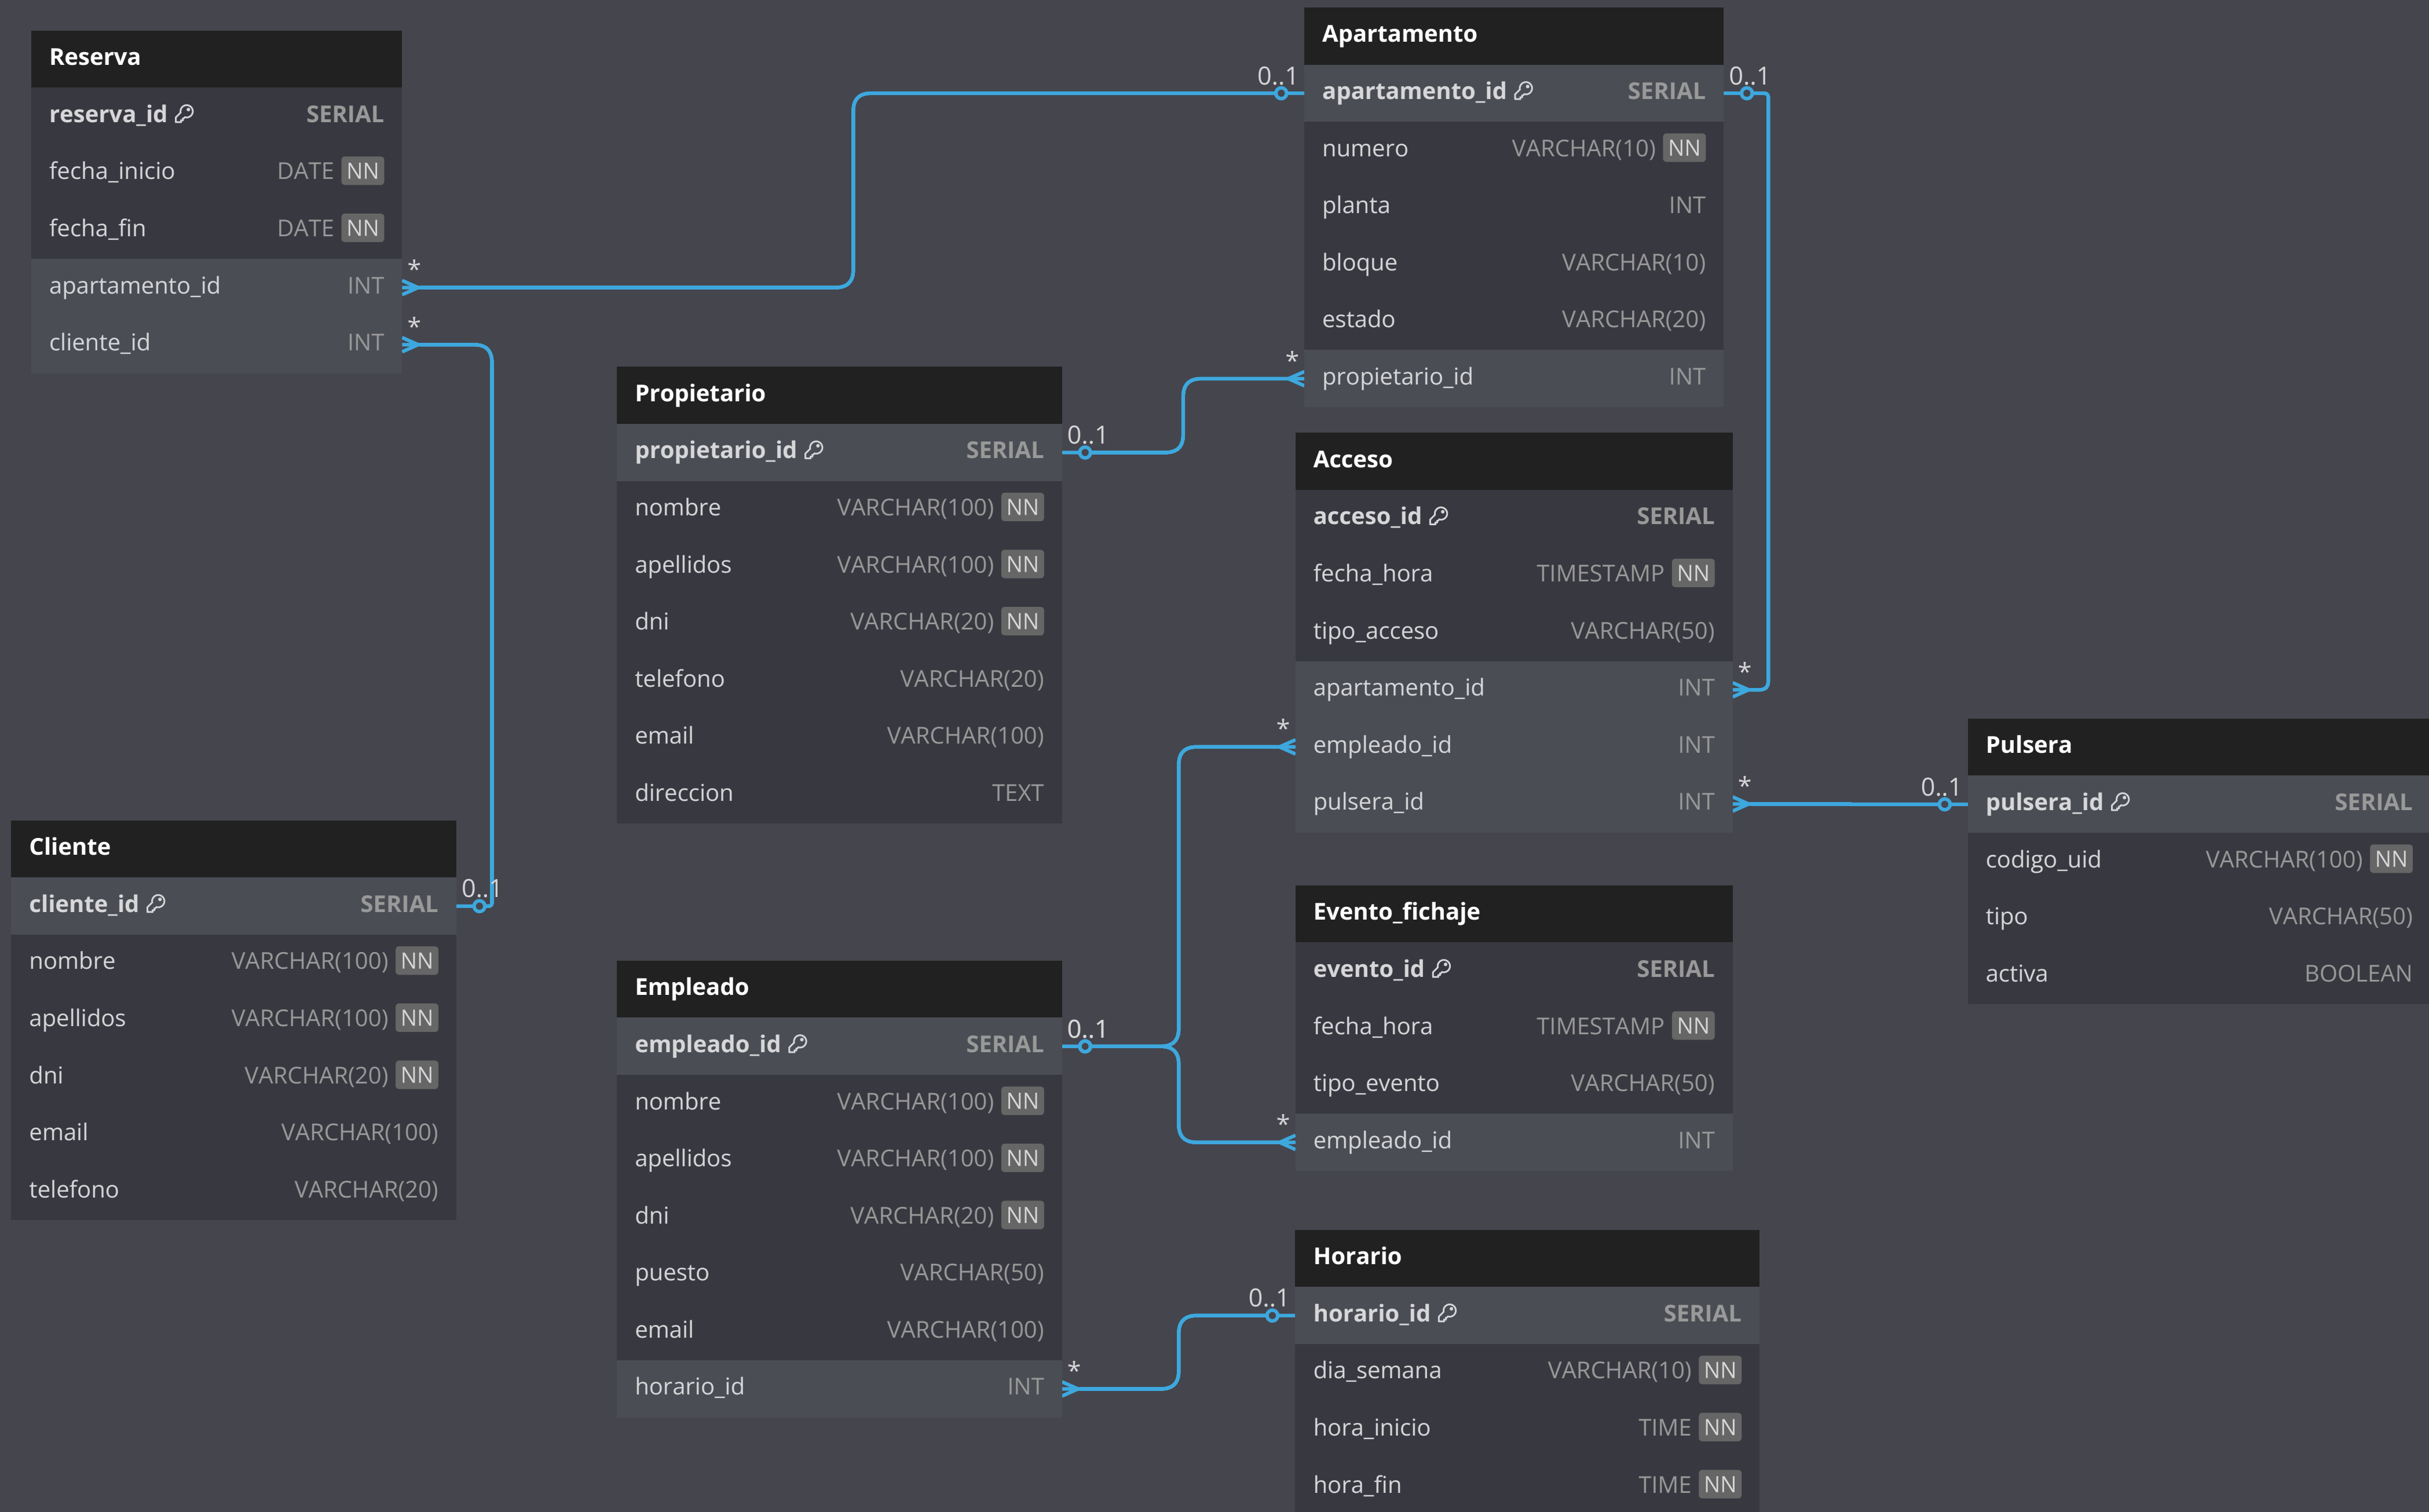 Reserva
reserva_id SERIAL
fecha_inicio DATE NN
fecha_fin DATE NN
apartamento_id INT
cliente_id INT
*
*
0..1
0..1
Apartamento
apartamento_id SERIAL
numero VARCHAR(10) NN
planta INT
bloque VARCHAR(10)
estado VARCHAR(20)
propietario_id INT
*
Propietario
propietario_id SERIAL
nombre VARCHAR(100) NN
apellidos VARCHAR(100) NN
dni VARCHAR(20) NN
telefono VARCHAR(20)
email VARCHAR(100)
direccion TEXT
0..1
Acceso
acceso_id SERIAL
fecha_hora TIMESTAMP NN
tipo_acceso VARCHAR(50)
apartamento_id INT
empleado_id INT
pulsera_id INT
*
*
*
0..1
Pulsera
pulsera_id SERIAL
codigo_uid VARCHAR(100) NN
tipo VARCHAR(50)
activa BOOLEAN
Cliente
cliente_id SERIAL
nombre VARCHAR(100) NN
apellidos VARCHAR(100) NN
dni VARCHAR(20) NN
email VARCHAR(100)
telefono VARCHAR(20)
0..1
Empleado
empleado_id SERIAL
nombre VARCHAR(100) NN
apellidos VARCHAR(100) NN
dni VARCHAR(20) NN
puesto VARCHAR(50)
email VARCHAR(100)
horario_id INT
0..1
*
Evento_fichaje
evento_id SERIAL
fecha_hora TIMESTAMP NN
tipo_evento VARCHAR(50)
empleado_id INT
*
0..1
Horario
horario_id SERIAL
dia_semana VARCHAR(10) NN
hora_inicio TIME NN
hora_fin TIME NN